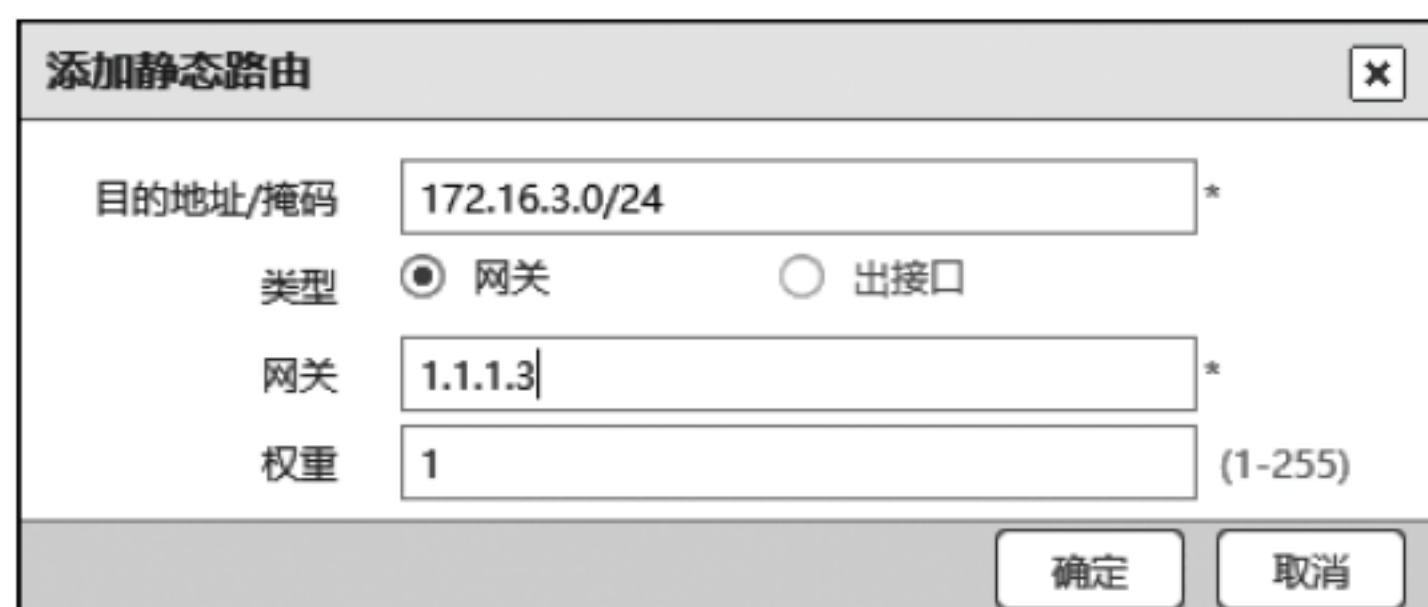 添加静态路由
目的地址/掩码 172.16.3.0/24 *
类型 网关 出接口
网关 1.1.1.3 *
权重 1 (1-255)
确定 取消